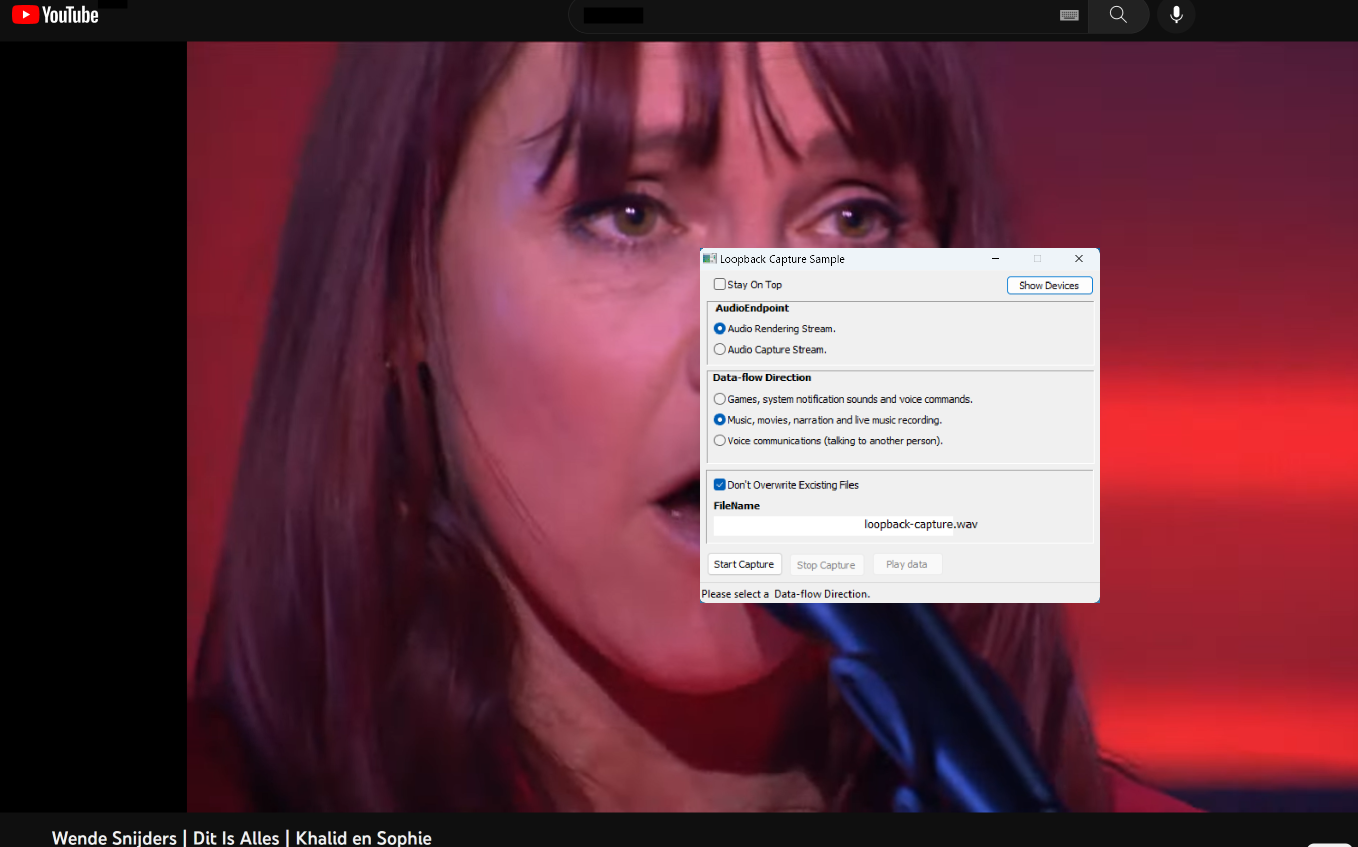 YouTube
Loopback Capture Sample
Stay On Top
Show Devices
AudioEndpoint
Audio Rendering Stream.
Audio Capture Stream.
Data-flow Direction
Games, system notification sounds and voice commands.
Music, movies, narration and live music recording.
Voice communications (talking to another person).
Don't Overwrite Excisting Files
FileName
loopback-capture.wav
Start Capture Stop Capture Play data
Please select a Data-flow Direction.
Wende Snijders | Dit Is Alles | Khalid en Sophie